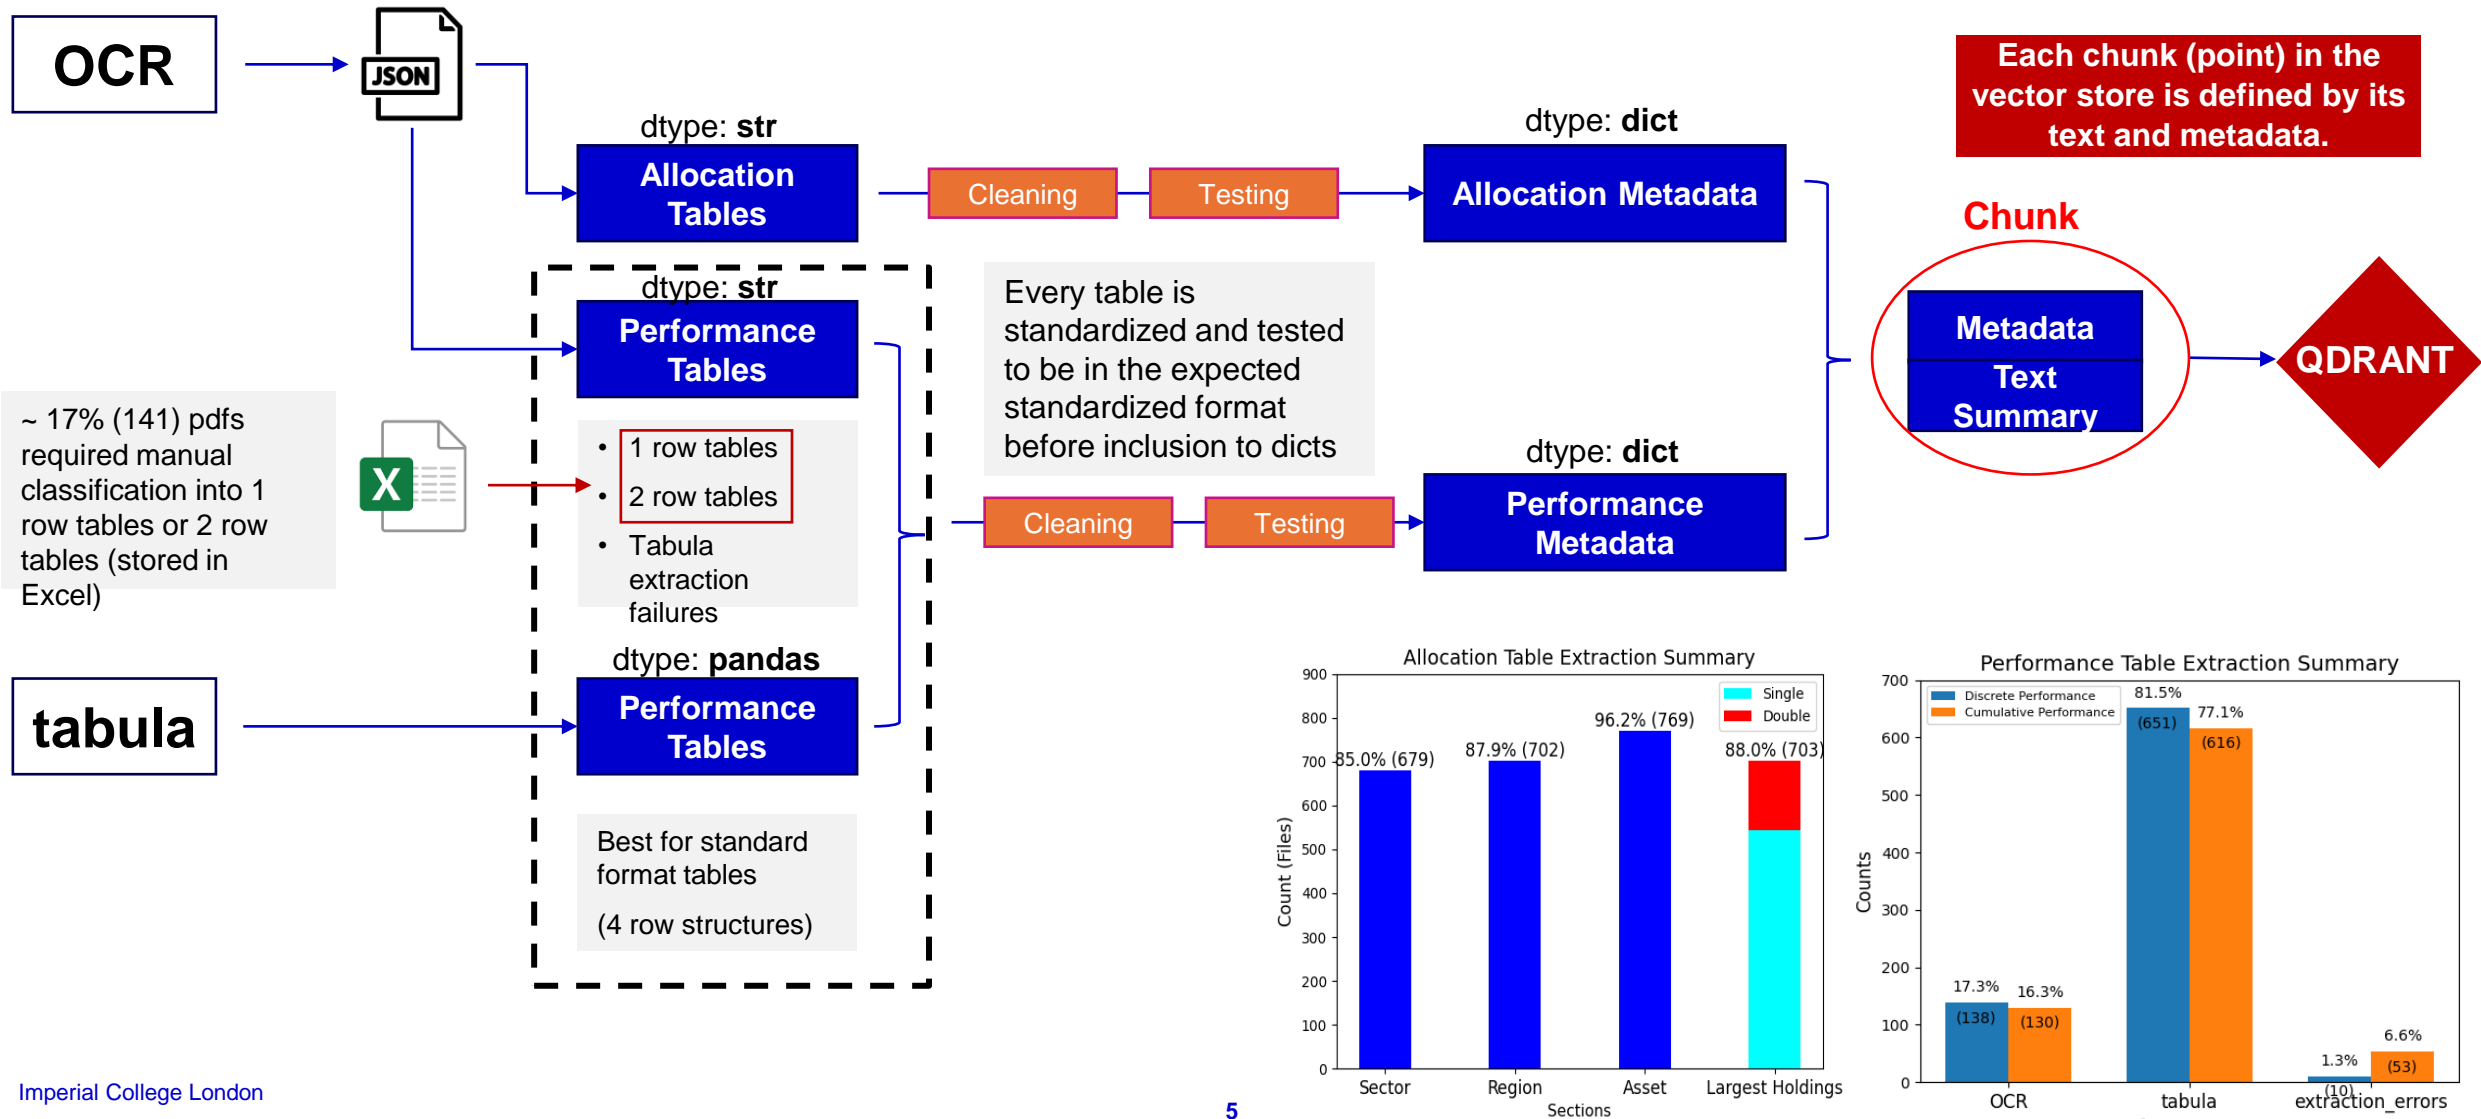 OCR
JSON
dtype: str
Allocation
Tables
Cleaning
Testing
dtype: dict
Allocation Metadata
Each chunk (point) in the
vector store is defined by its
text and metadata.
Chunk
Metadata
Text
Summary
QDRANT
dtype: str
Performance
Tables
Every table is
standardized and tested
to be in the expected
standardized format
before inclusion to dicts
~ 17% (141) pdfs
required manual
classification into 1
row tables or 2 row
tables (stored in
Excel)
X
• 1 row tables
• 2 row tables
• Tabula
extraction
failures
Cleaning
Testing
dtype: dict
Performance
Metadata
tabula
dtype: pandas
Performance
Tables
Best for standard
format tables
(4 row structures)
Allocation Table Extraction Summary
Single
Double
Count (Files)
900
800
700
600
500
400
300
200
100
0
85.0% (679)
87.9% (702)
96.2% (769)
88.0% (703)
Sector
Region
Asset
Largest Holdings
Sections
Performance Table Extraction Summary
Discrete Performance
Cumulative Performance
Counts
700
600
500
400
300
200
100
0
17.3%
(138)
16.3%
(130)
81.5%
(651)
77.1%
(616)
1.3%
(10)
6.6%
(53)
OCR
tabula
extraction_errors
Imperial College London
5